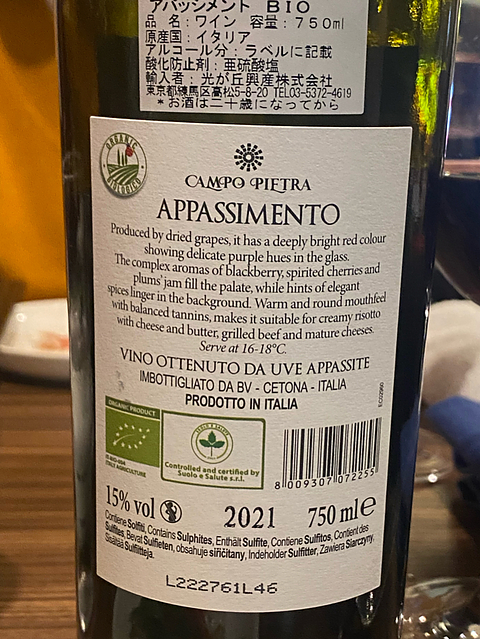 アパッシメント BIO
品名:ワイン 容量:750ml
原産国:イタリア
アルコール分:ラベルに記載
酸化防止剤:亜硫酸塩
輸入者:光が丘興産株式会社
東京都練馬区高松5-8-20 TEL03-5372-4619
*お酒は二十歳になってから
ORGANIC
BIOLOGICO
CAMPO PIETRA
APPASSIMENTO
Produced by dried grapes, it has a deeply bright red colour
showing delicate purple hues in the glass.
The complex aromas of blackberry, spirited cherries and
plums' jam fill the palate, while hints of elegant
spices linger in the background. Warm and round mouthfeel
with balanced tannins, makes it suitable for creamy risotto
with cheese and butter, grilled beef and mature cheeses.
Serve at 16-18°C.
VINO OTTENUTO DA UVE APPASSITE
IMBOTTIGLIATO DA BV - CETONA - ITALIA
PRODOTTO IN ITALIA
ORGANIC PRODUCT
IT-BIO-004
ITALY AGRICULTURE
Controlled and certified by
Suolo e Salute s.r.l.
8 009307 072255
15% vol
2021
750 ml e
Contiene Solfiti, Contains Sulphites, Enthält Sulfite, Contiene Sulfitos, Contient des
Sulfites, Bevat Sulfieten, obsahuje siřičitany, Indeholder Sulfitter, Zawiera Siarczyny,
Sisältää Sulfiitteja.
L222761L46